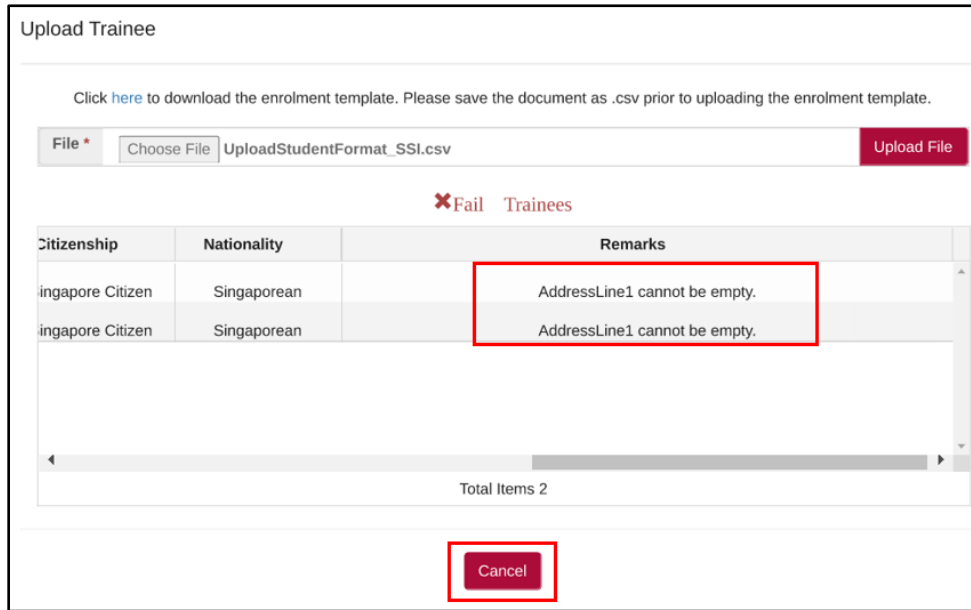 Upload Trainee
Click here to download the enrolment template. Please save the document as .csv prior to uploading the enrolment template.
File * Choose File UploadStudentFormat_SSI.csv Upload File
✖Fail Trainees
Citizenship Nationality Remarks
ingapore Citizen Singaporean AddressLine1 cannot be empty.
ingapore Citizen Singaporean AddressLine1 cannot be empty.
Total Items 2
Cancel